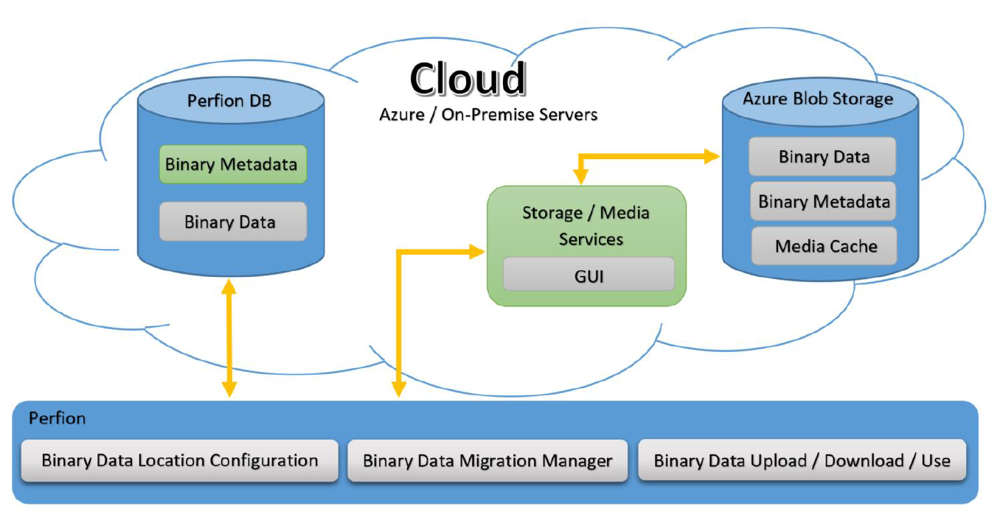 Cloud
Azure / On-Premise Servers
Perfion DB
Binary Metadata
Binary Data
Storage / Media
Services
GUI
Azure Blob Storage
Binary Data
Binary Metadata
Media Cache
Perfion
Binary Data Location Configuration
Binary Data Migration Manager
Binary Data Upload / Download / Use